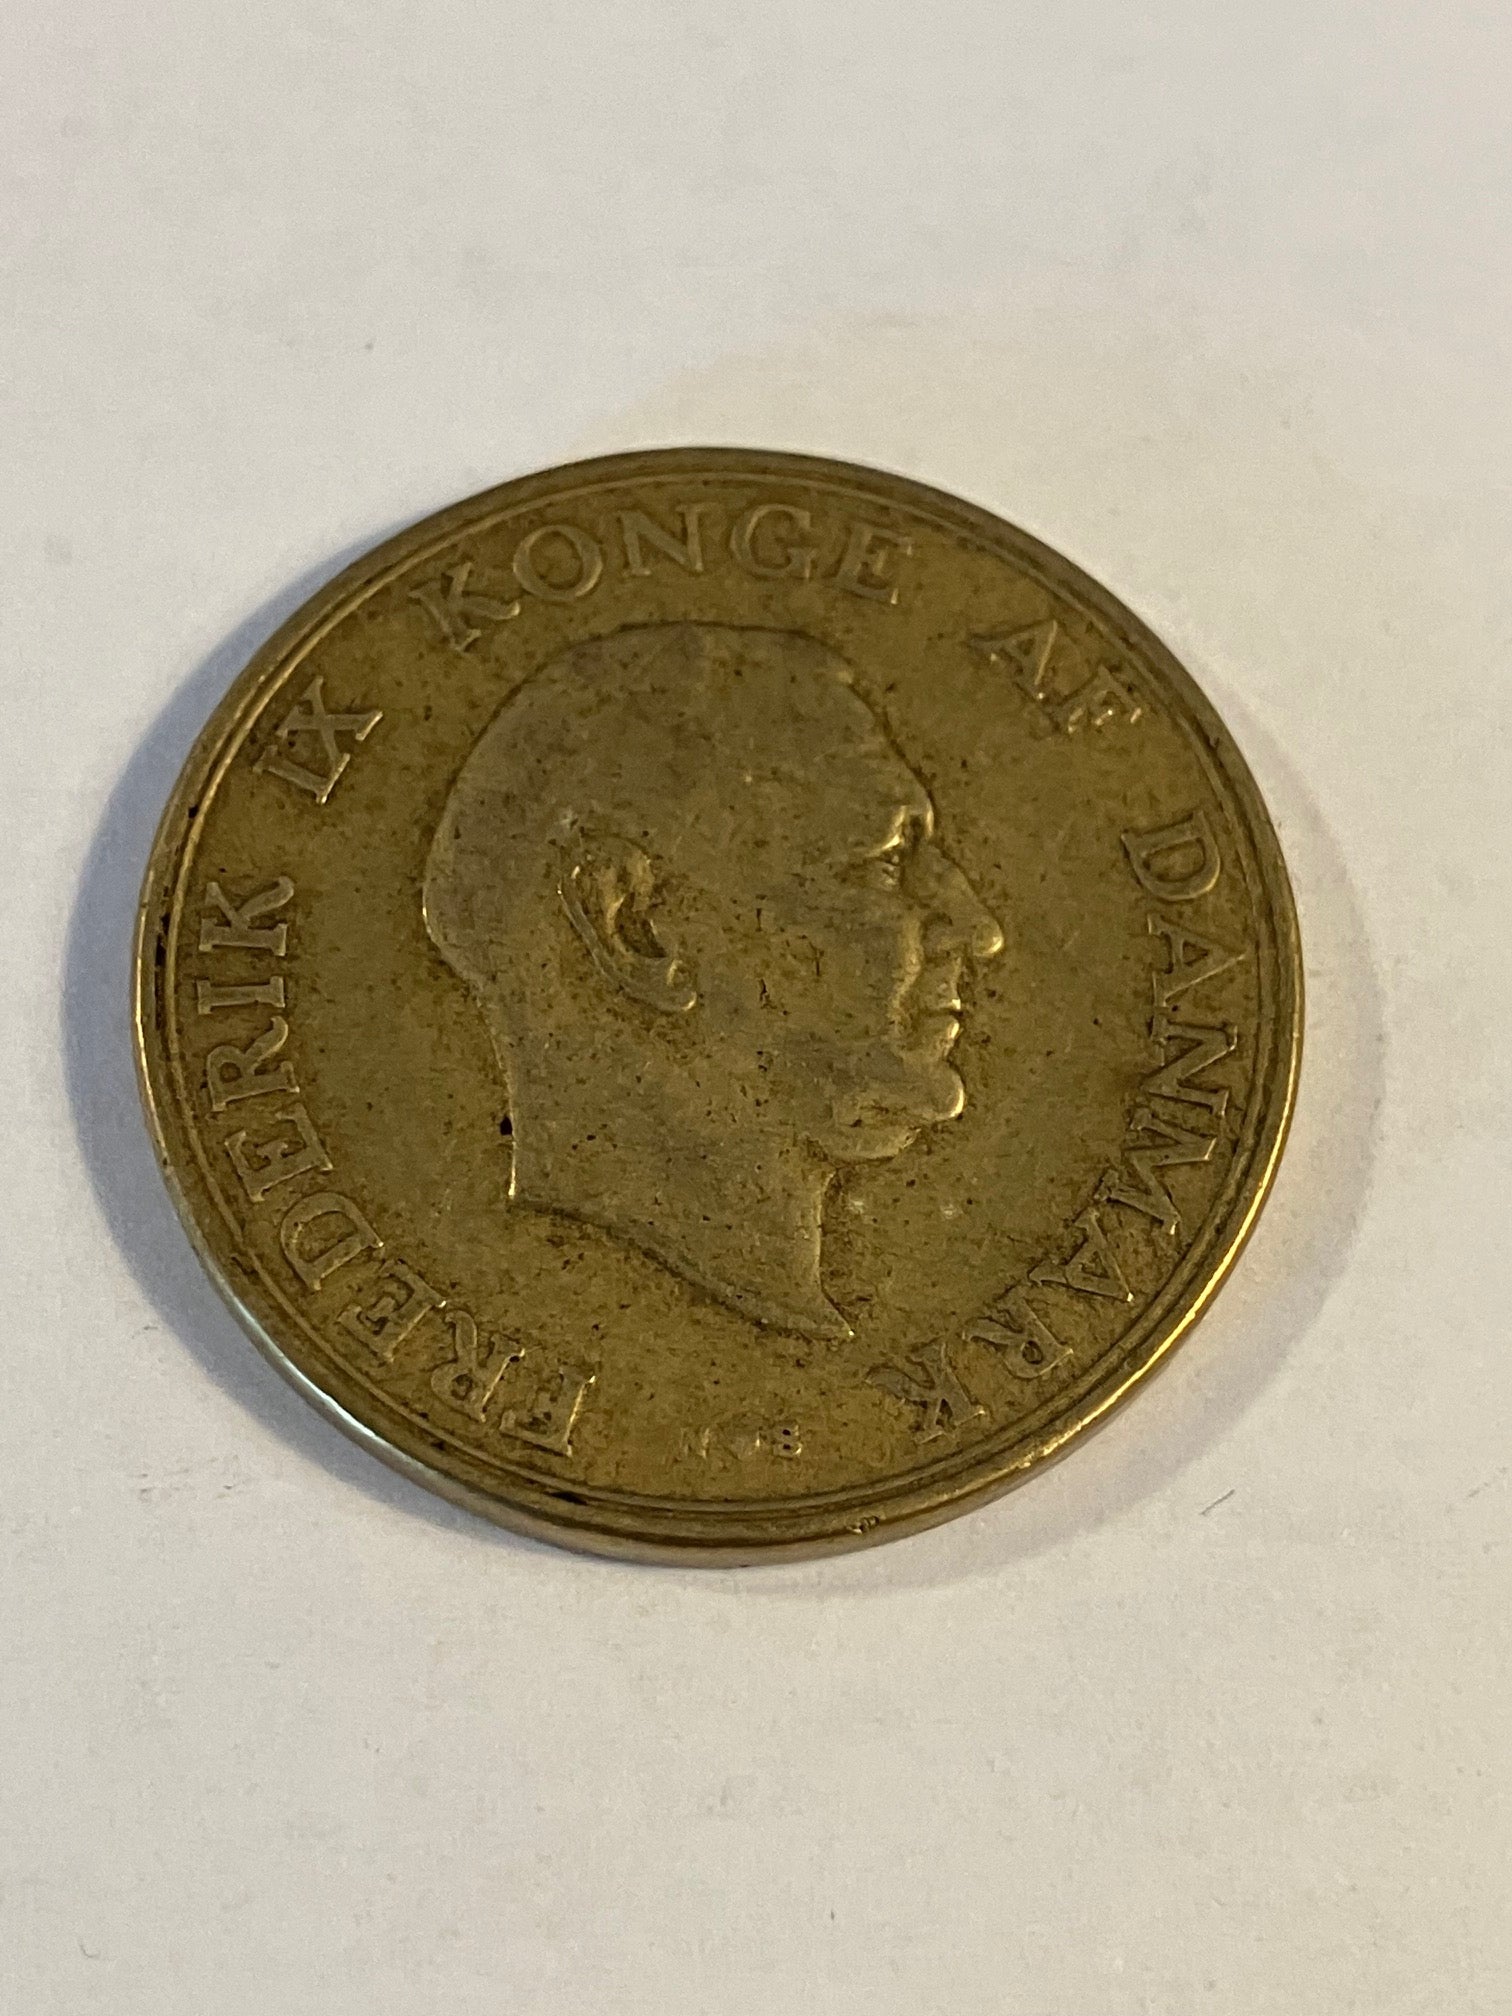 FREDERIK IX KONGE AF DANMARK